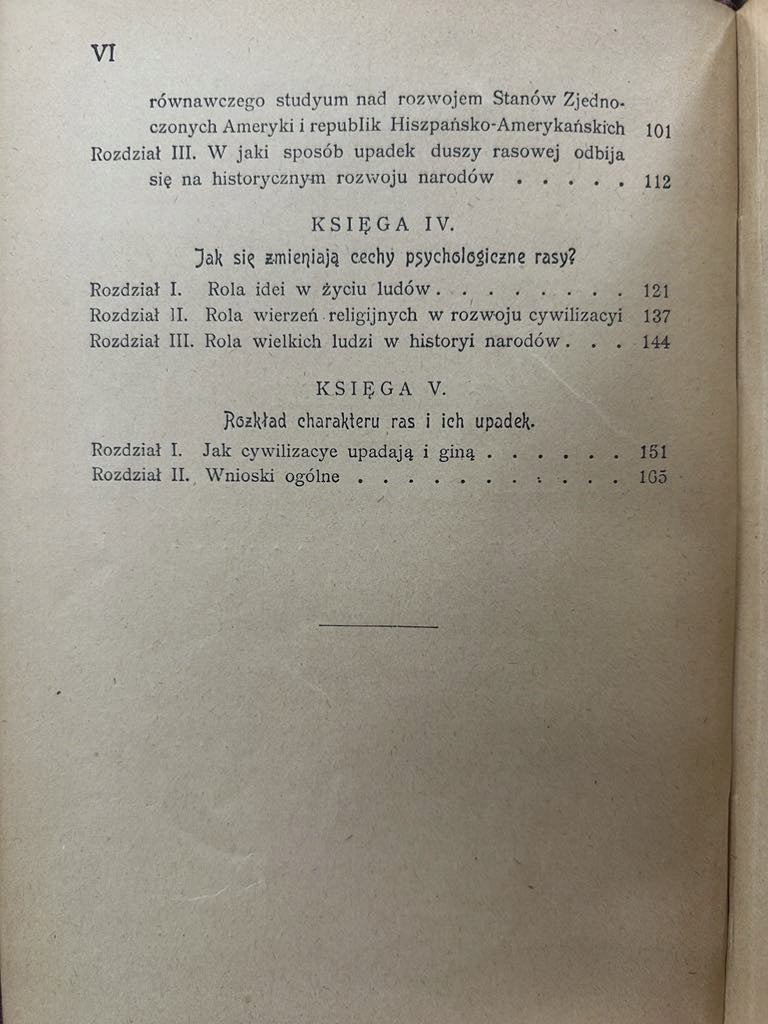 VI
równawczego studyum nad rozwojem Stanów Zjedno-
czonych Ameryki i republik Hiszpańsko-Amerykańskich 101
Rozdział III. W jaki sposób upadek duszy rasowej odbija
się na historycznym rozwoju narodów . . . . . 112
KSIĘGA IV.
Jak się zmieniają cechy psychologiczne rasy?
Rozdział I. Rola idei w życiu ludów . . . . . . . . 121
Rozdział II. Rola wierzeń religijnych w rozwoju cywilizacyi 137
Rozdział III. Rola wielkich ludzi w historyi narodów . . . 144
KSIĘGA V.
Rozkład charakteru ras i ich upadek.
Rozdział I. Jak cywilizacye upadają i giną . . . . . . 151
Rozdział II. Wnioski ogólne . . . . . . . . . . . 165